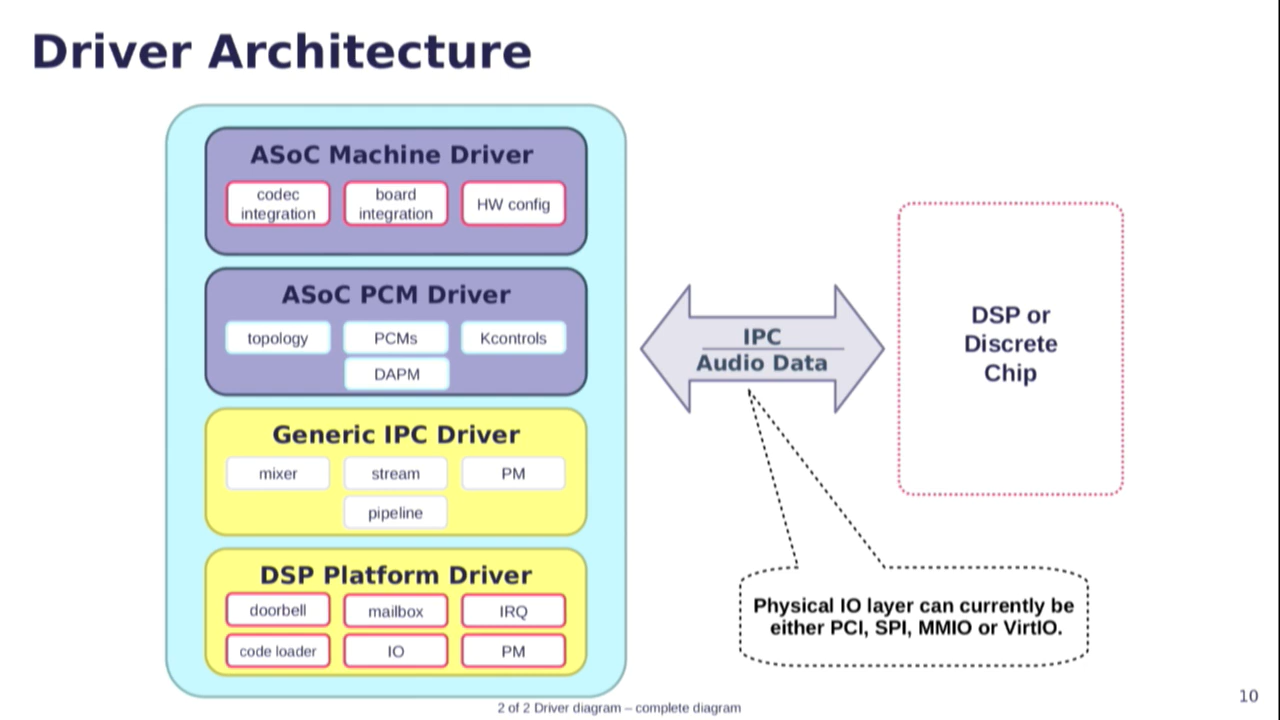 Driver Architecture
ASoC Machine Driver
codec
integration
board
integration
HW config
ASoC PCM Driver
topology
PCMs
Kcontrols
DAPM
Generic IPC Driver
mixer
stream
PM
pipeline
DSP Platform Driver
doorbell
mailbox
IRQ
code loader
IO
PM
IPC
Audio Data
DSP or
Discrete
Chip
Physical IO layer can currently be
either PCI, SPI, MMIO or VirtIO.
2 of 2 Driver diagram – complete diagram
10